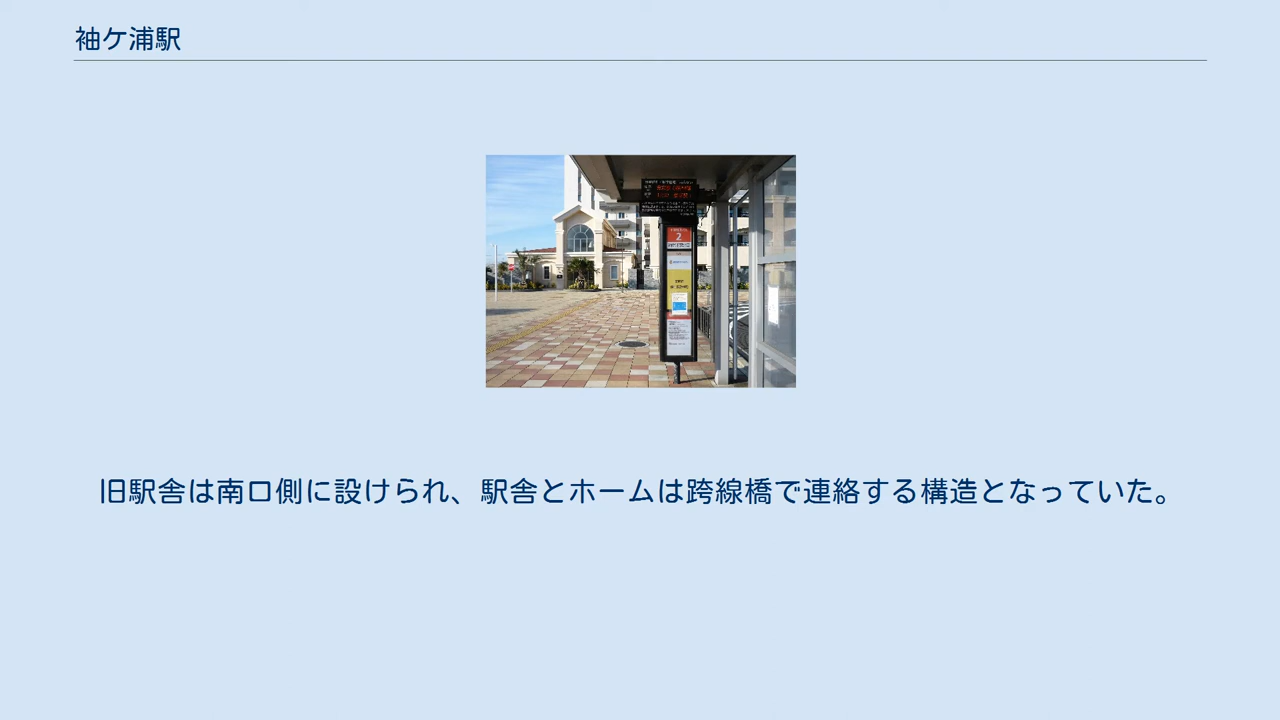 袖ケ浦駅
2
旧駅舎は南口側に設けられ、駅舎とホームは跨線橋で連絡する構造となっていた。